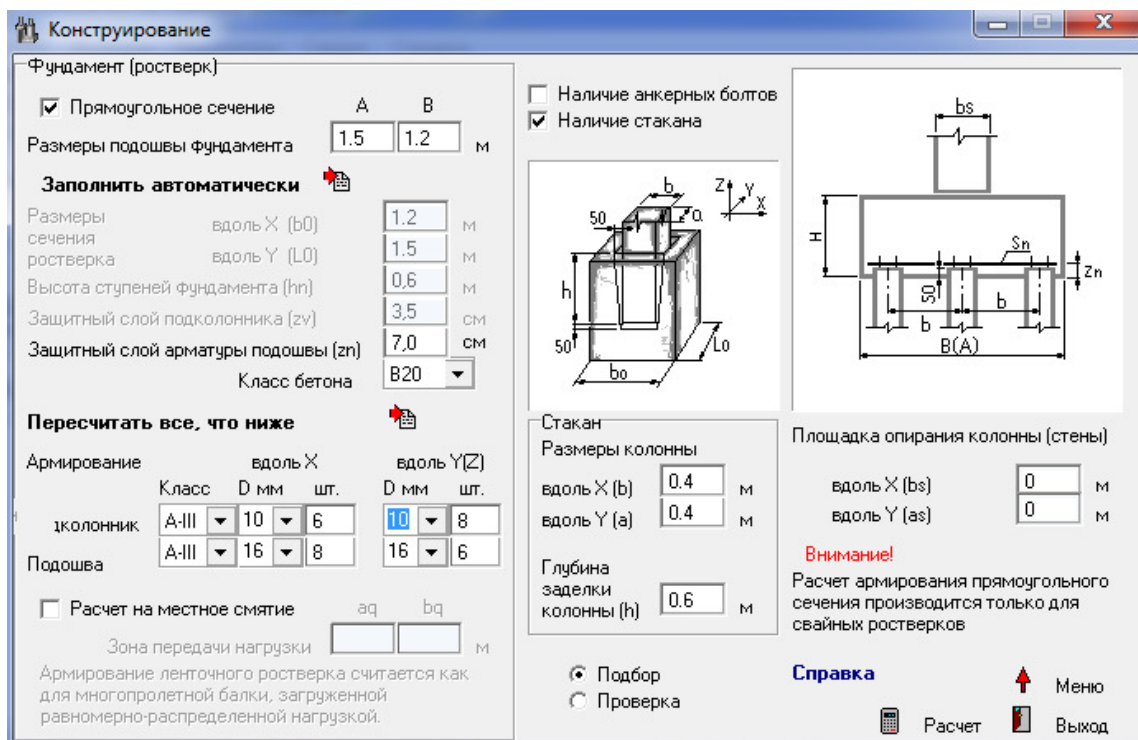 Конструирование
Фундамент (ростверк)
Прямоугольное сечение A B
Размеры подошвы фундамента 1.5 1.2 м
Заполнить автоматически
Размеры сечения ростверка
вдоль X (b0) 1.2 м
вдоль Y (L0) 1.5 м
Высота ступеней фундамента (hn) 0,6 м
Защитный слой подколонника (zv) 3,5 см
Защитный слой арматуры подошвы (zn) 7,0 см
Класс бетона B20
Пересчитать все, что ниже
Армирование вдоль X вдоль Y(Z)
Класс D мм шт. D мм шт.
дколонник A-III 10 6 10 8
Подошва A-III 16 8 16 6
Расчет на местное смятие aq bq
Зона передачи нагрузки м
Армирование ленточного ростверка считается как
для многопролетной балки, загруженной
равномерно-распределенной нагрузкой.
Наличие анкерных болтов
Наличие стакана
b
Z Y X
50 a
h
50
Lo
bo
Стакан
Размеры колонны
вдоль X (b) 0.4 м
вдоль Y (a) 0.4 м
Глубина
заделки
колонны (h) 0.6 м
Подбор
Проверка
bs
H
Sn
Zn
50
b b
B(A)
Площадка опирания колонны (стены)
вдоль X (bs) 0 м
вдоль Y (as) 0 м
Внимание!
Расчет армирования прямоугольного
сечения производится только для
свайных ростверков
Справка
Меню
Расчет Выход